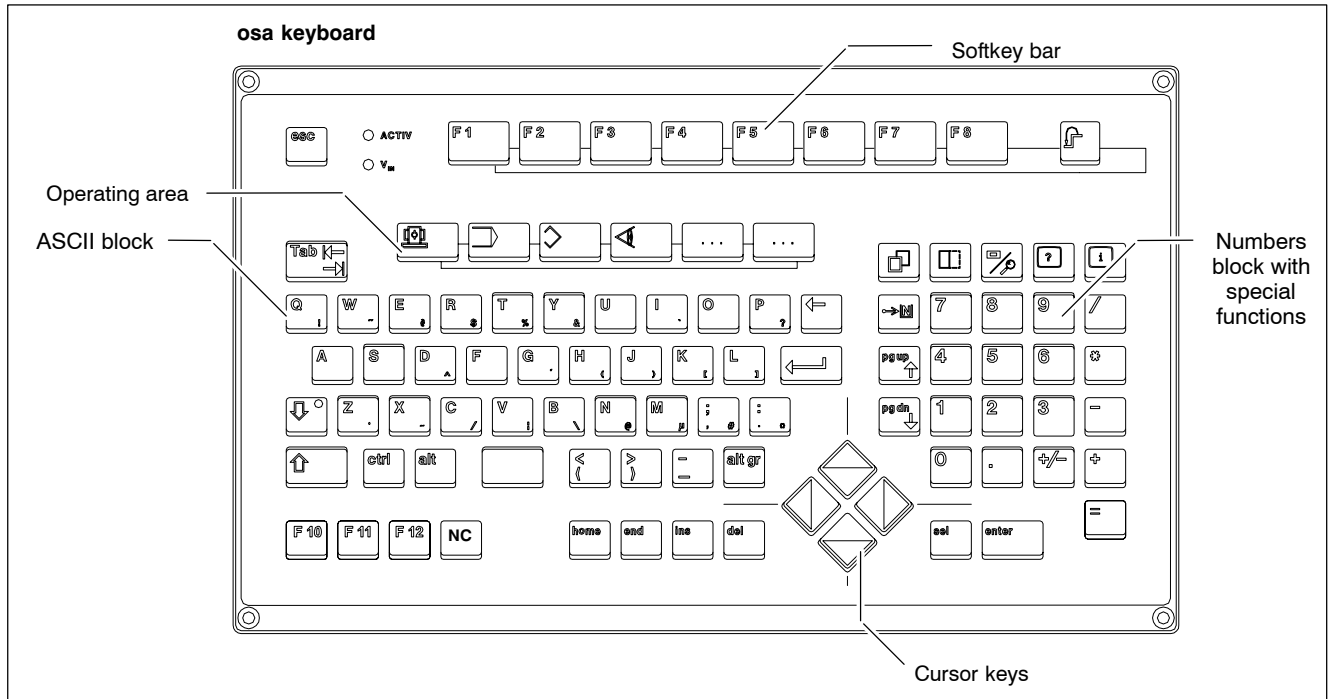 osa keyboard
Softkey bar
esc
ACTIV
V IN
F 1
F 2
F 3
F 4
F 5
F 6
F 7
F 8
Operating area
ASCII block
...
...
Tab
?
i
Numbers
block with
special
functions
Q !
W ~
E
R $
T %
Y &
U
I `
O
P ?
N
7
8
9
/
A
S
D ^
F
G '
H (
J )
K [
L ]
pg up
4
5
6
*
Z
X ~
C /
V |
B \
N @
M µ
; , #
: .
pg dn
1
2
3
-
ctrl
alt
< (
> )
- _
alt gr
0
.
+/-
+
F 10
F 11
F 12
NC
home
end
ins
del
sel
enter
=
Cursor keys